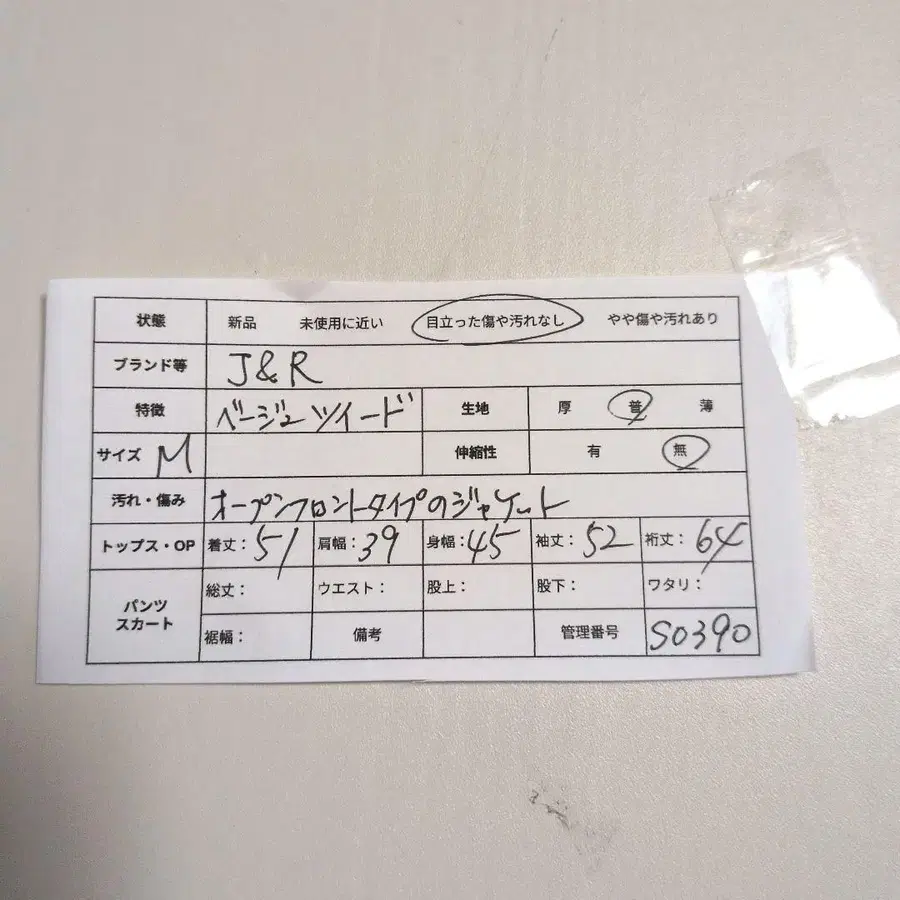 状態 新品 未使用に近い 目立った傷や汚れなし やや傷や汚れあり
ブランド等 J&R
特徴 ベージュツイード 生地 厚 普 薄
サイズ M 伸縮性 有 無
汚れ・傷み オープンフロントタイプのジャケット
トップス・OP 着丈:51 肩幅:39 身幅:45 袖丈:52 裄丈:64
パンツ スカート 総丈: ウエスト: 股上: 股下: ワタリ:
裾幅: 備考 管理番号 S0390